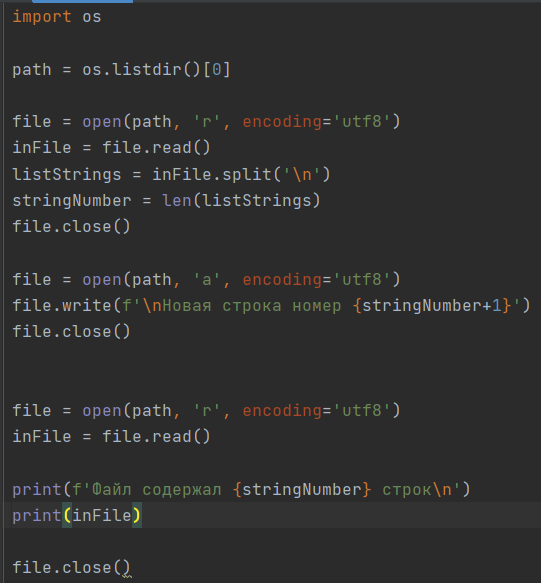 import os
path = os.listdir()[0]
file = open(path, 'r', encoding='utf8')
inFile = file.read()
listStrings = inFile.split('\n')
stringNumber = len(listStrings)
file.close()
file = open(path, 'a', encoding='utf8')
file.write(f'\nНовая строка номер {stringNumber+1}')
file.close()
file = open(path, 'r', encoding='utf8')
inFile = file.read()
print(f'Файл содержал {stringNumber} строк\n')
print(inFile)
file.close()